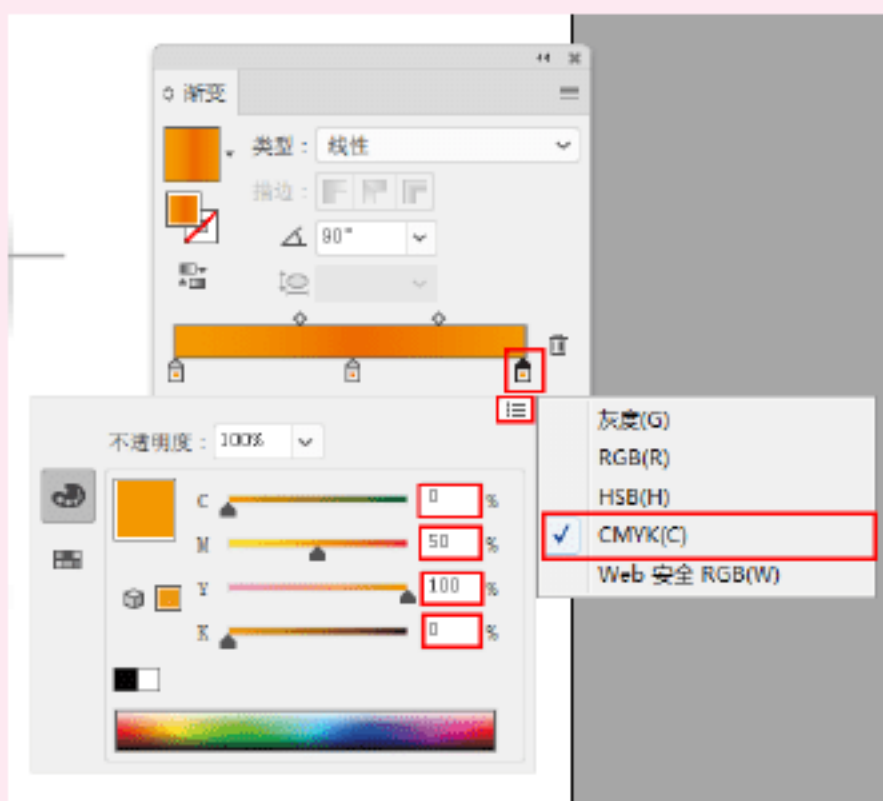 渐变
类型：线性
描边：
90°
不透明度：100%
灰度(G)
RGB(R)
HSB(H)
CMYK(C)
Web 安全 RGB(W)
C 0 %
M 50 %
Y 100 %
K 0 %